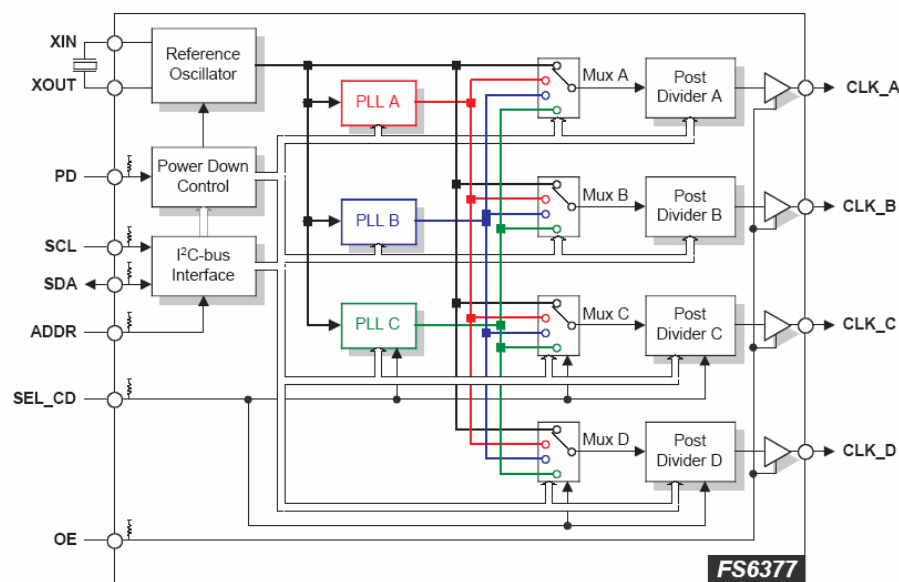 XIN
XOUT
Reference
Oscillator
PLL A
Mux A
Post
Divider A
CLK_A
PD
Power Down
Control
PLL B
Mux B
Post
Divider B
CLK_B
SCL
SDA
I²C-bus
Interface
ADDR
PLL C
Mux C
Post
Divider C
CLK_C
SEL_CD
Mux D
Post
Divider D
CLK_D
OE
FS6377